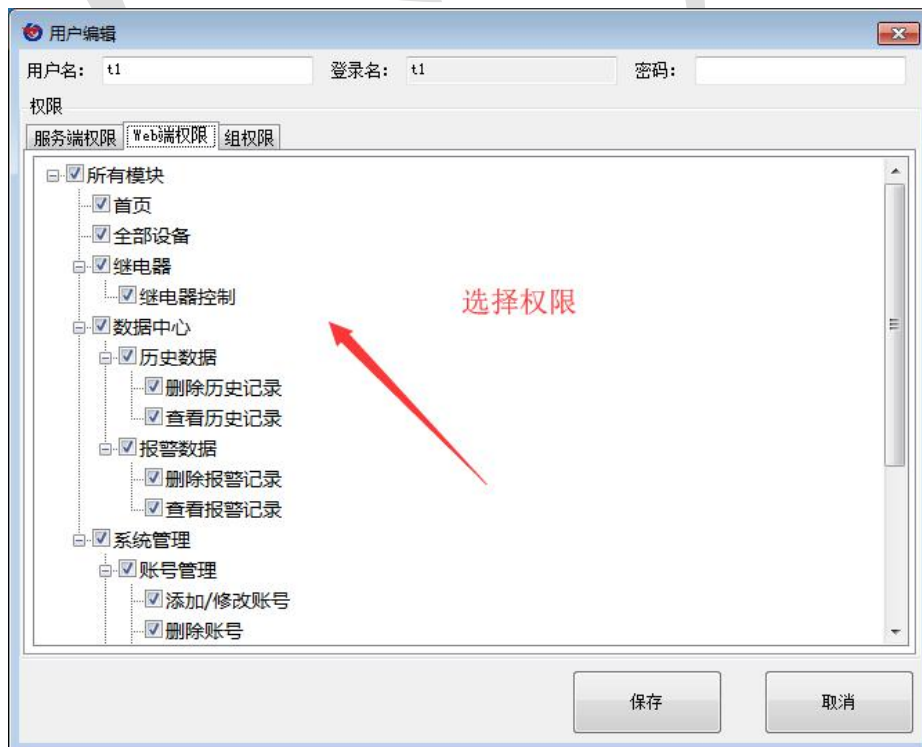 用户编辑
用户名: t1 登录名: t1 密码:
权限
服务端权限 Web端权限 组权限
所有模块
首页
全部设备
继电器
继电器控制
选择权限
数据中心
历史数据
删除历史记录
查看历史记录
报警数据
删除报警记录
查看报警记录
系统管理
账号管理
添加/修改账号
删除账号
保存 取消